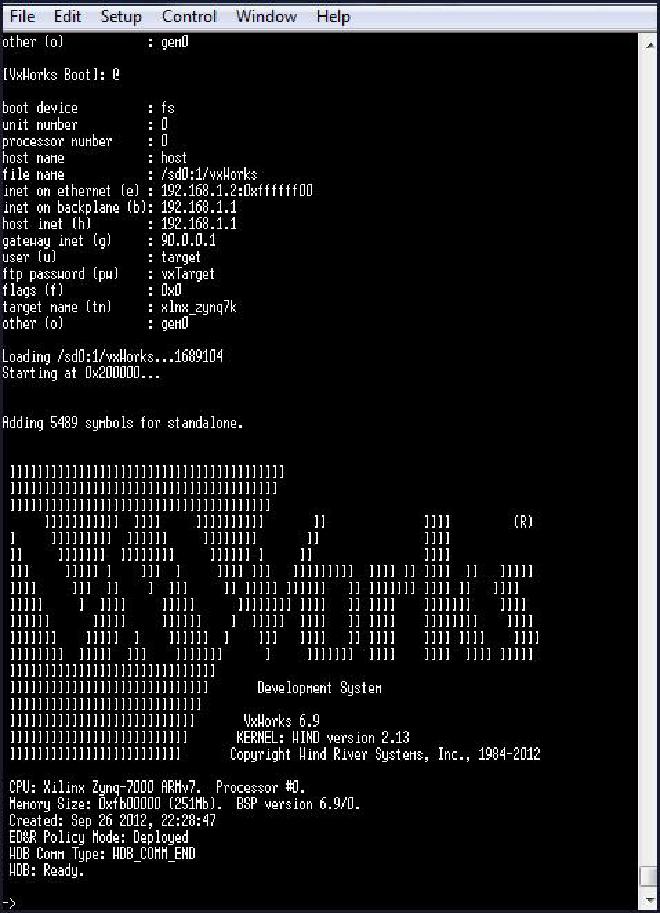 File Edit Setup Control Window Help
other (o) : gem0
[VxWorks Boot]: @
boot device : fs
unit number : 0
processor number : 0
host name : host
file name : /sd0:1/vxWorks
inet on ethernet (e) : 192.168.1.2:0xffffff00
inet on backplane (b): 192.168.1.1
host inet (h) : 192.168.1.1
gateway inet (g) : 90.0.0.1
user (u) : target
ftp password (pw) : vxTarget
flags (f) : 0x0
target name (tn) : xlnx_zynq7k
other (o) : gem0
Loading /sd0:1/vxWorks...1689104
Starting at 0x200000...
Adding 5489 symbols for standalone.
VxWorks (R)
Development System
VxWorks 6.9
KERNEL: WIND version 2.13
Copyright Wind River Systems, Inc., 1984-2012
CPU: Xilinx Zynq-7000 ARMv7. Processor #0.
Memory Size: 0xfb00000 (251Mb). BSP version 6.9/0.
Created: Sep 26 2012, 22:28:47
ED&R Policy Mode: Deployed
WDB Comm Type: WDB_COMM_END
WDB: Ready.
->